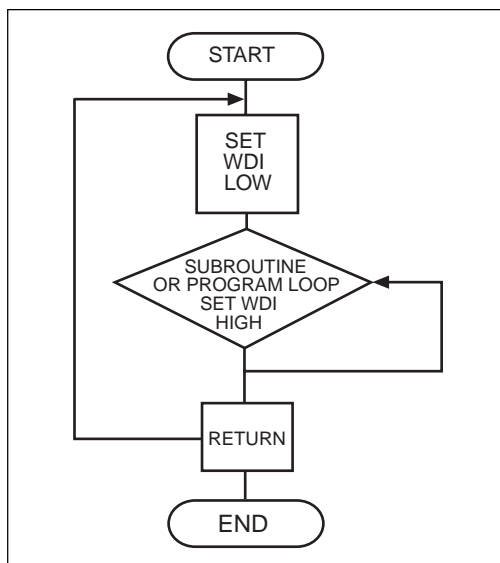 START
SET
WDI
LOW
SUBROUTINE
OR PROGRAM LOOP
SET WDI
HIGH
RETURN
END